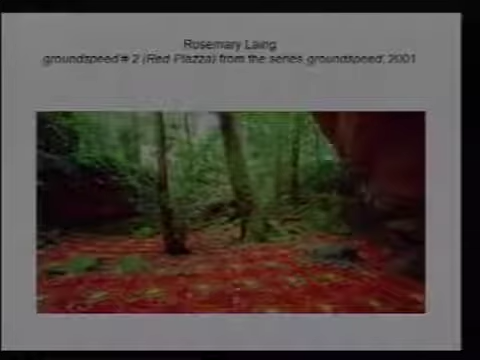 Rosemary Laing
groundspeed # 2 (Red Piazza) from the series groundspeed, 2001